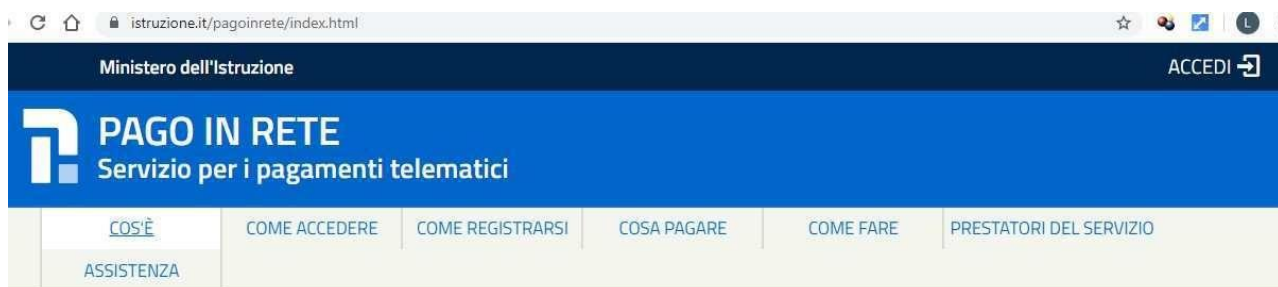 istruzione.it/pagoinrete/index.html
L
Ministero dell'Istruzione
ACCEDI
PAGO IN RETE
Servizio per i pagamenti telematici
COS'È
COME ACCEDERE
COME REGISTRARSI
COSA PAGARE
COME FARE
PRESTATORI DEL SERVIZIO
ASSISTENZA